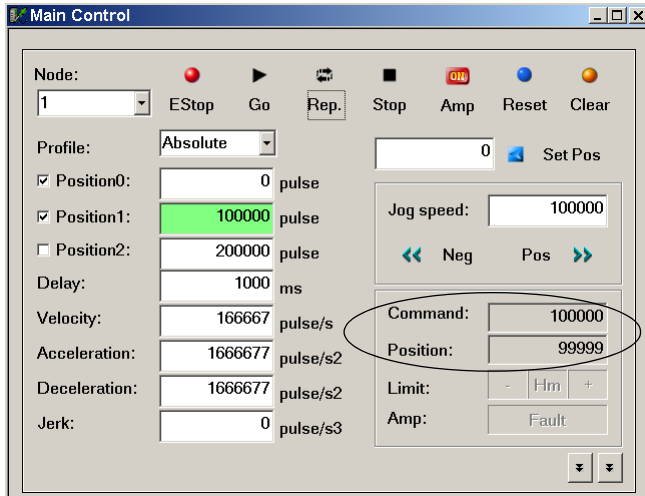 Main Control
Node:
1
EStop Go Rep. Stop Amp Reset Clear
ON
Profile: Absolute
0 Set Pos
Position0: 0 pulse
Position1: 100000 pulse
Position2: 200000 pulse
Delay: 1000 ms
Velocity: 166667 pulse/s
Acceleration: 1666677 pulse/s2
Deceleration: 1666677 pulse/s2
Jerk: 0 pulse/s3
Jog speed: 100000
Neg Pos
Command: 100000
Position: 99999
Limit: - Hm +
Amp: Fault